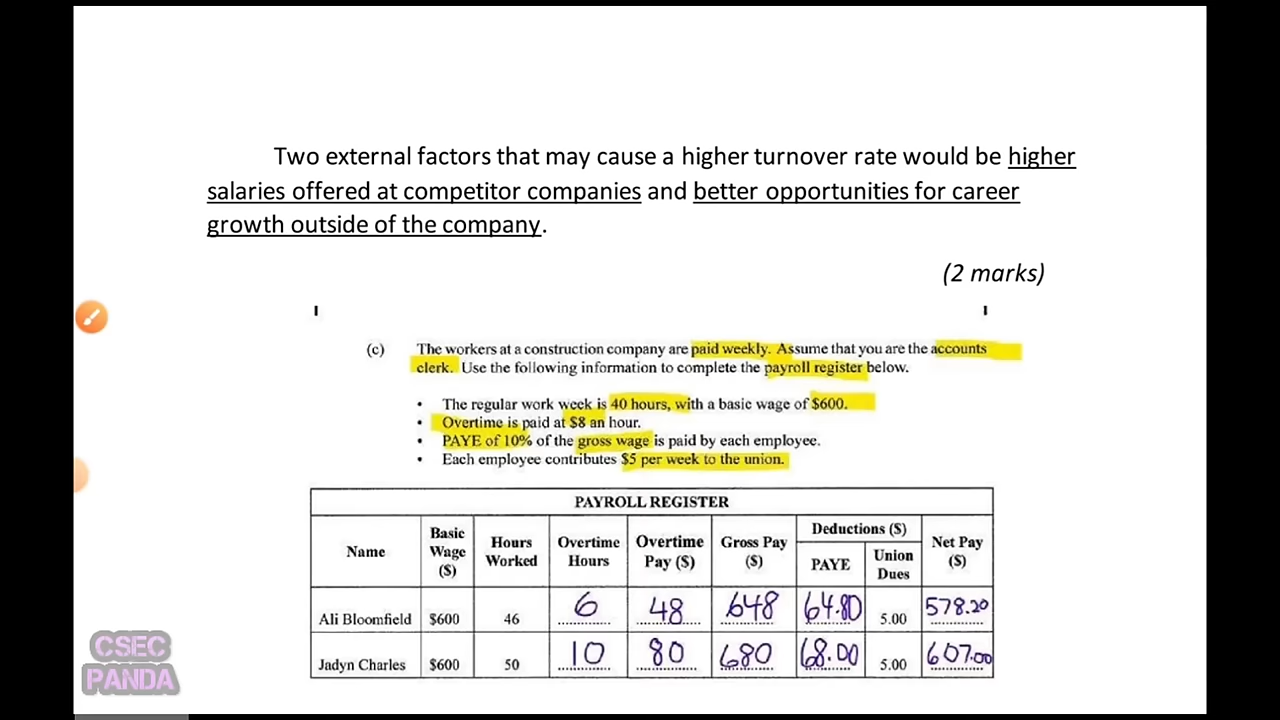 Two external factors that may cause a higher turnover rate would be higher
salaries offered at competitor companies and better opportunities for career
growth outside of the company.
(2 marks)
(c) The workers at a construction company are paid weekly. Assume that you are the accounts
clerk. Use the following information to complete the payroll register below.
• The regular work week is 40 hours, with a basic wage of $600.
• Overtime is paid at $8 an hour.
• PAYE of 10% of the gross wage is paid by each employee.
• Each employee contributes $5 per week to the union.
PAYROLL REGISTER
Name Basic Wage ($) Hours Worked Overtime Hours Overtime Pay ($) Gross Pay ($) Deductions ($) PAYE Union Dues Net Pay ($)
Ali Bloomfield $600 46 6 48 648 64.80 5.00 578.20
Jadyn Charles $600 50 10 80 680 68.00 5.00 607.00
CSEC
PANDA